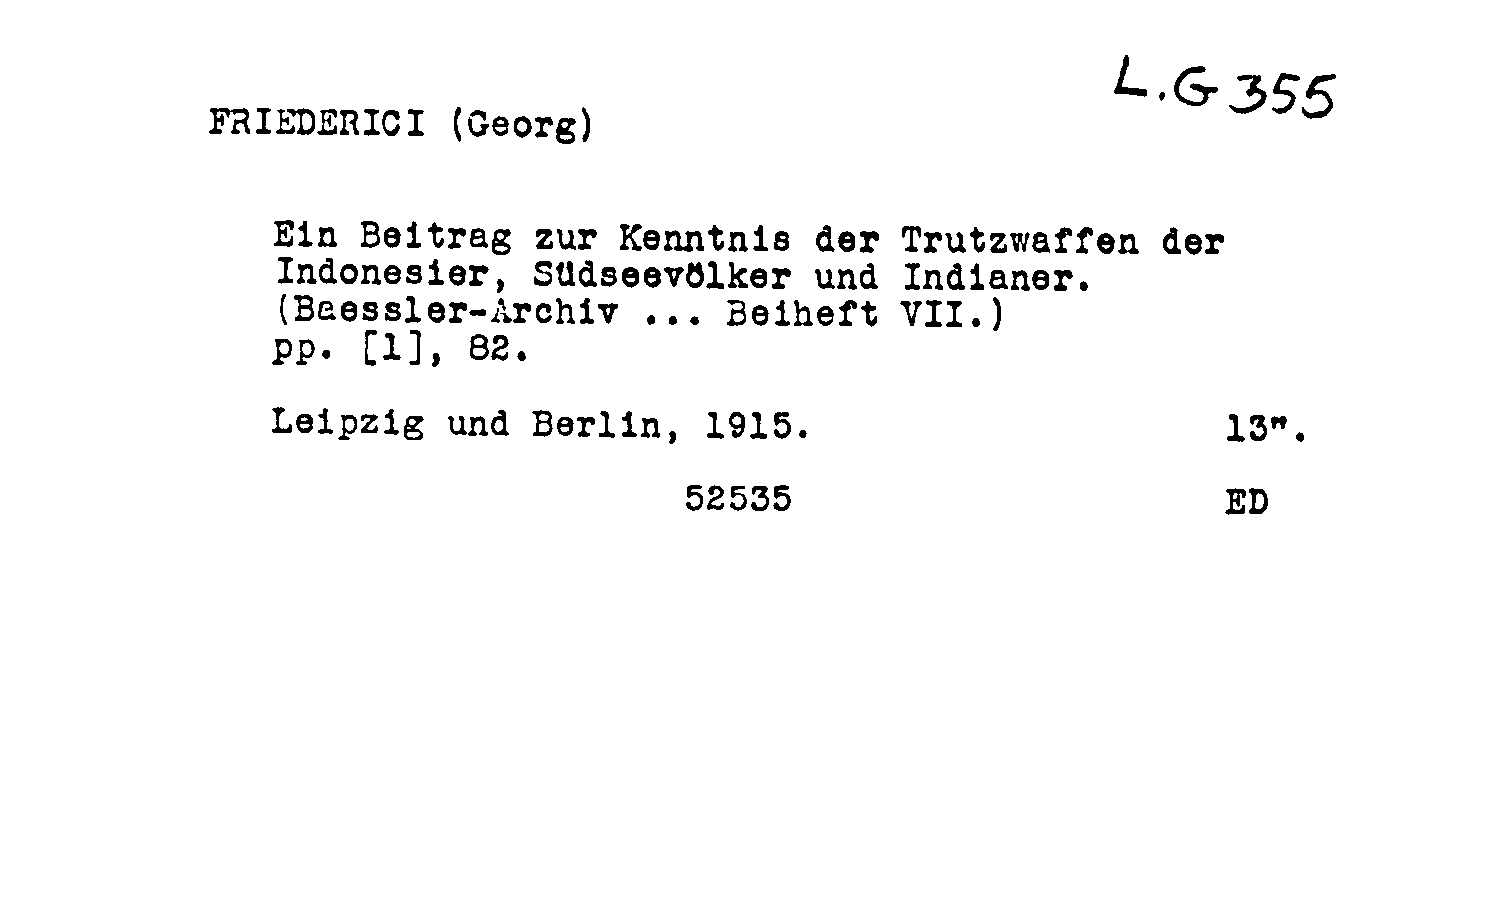 L.G 355
FRIEDERICI (Georg)
Ein Beitrag zur Kenntnis der Trutzwaffen der
Indonesier, Südseevölker und Indianer.
(Baessler-Archiv ... Beiheft VII.)
pp. [1], 82.
Leipzig und Berlin, 1915. 13".
52535 ED